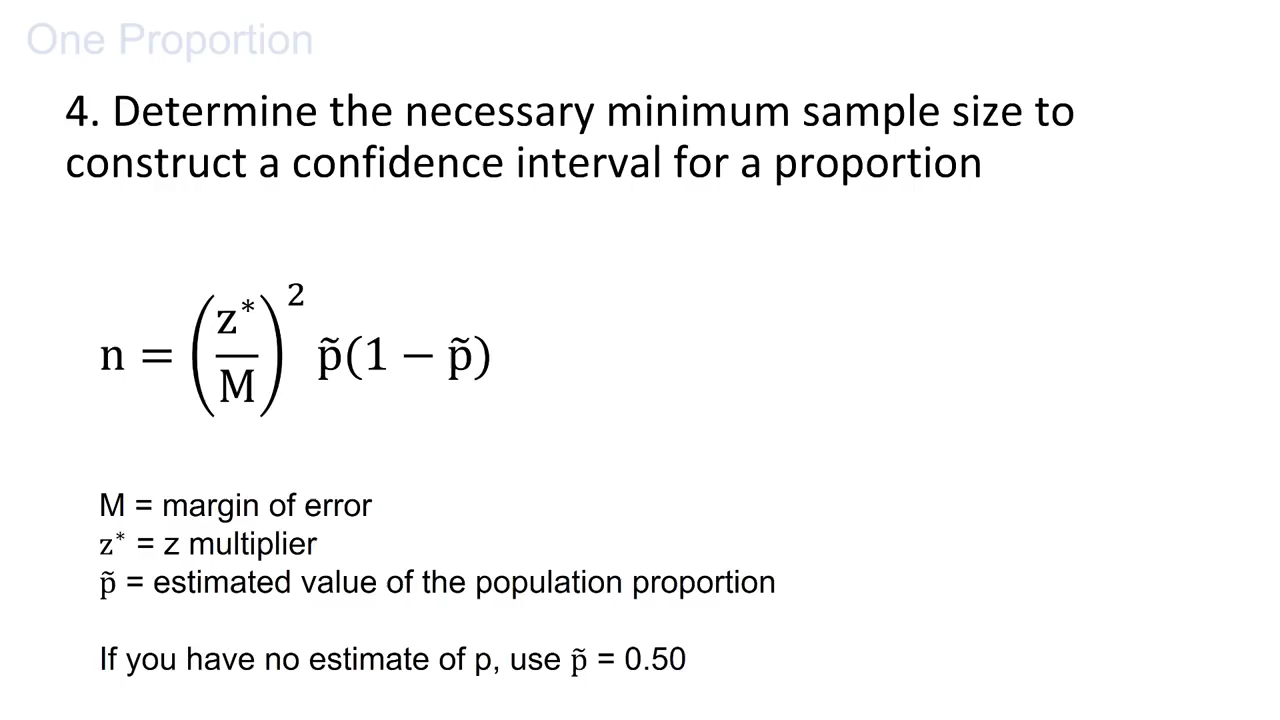 One Proportion
4. Determine the necessary minimum sample size to
construct a confidence interval for a proportion
n = (z*/M)² p̃(1 − p̃)
M = margin of error
z* = z multiplier
p̃ = estimated value of the population proportion
If you have no estimate of p, use p̃ = 0.50